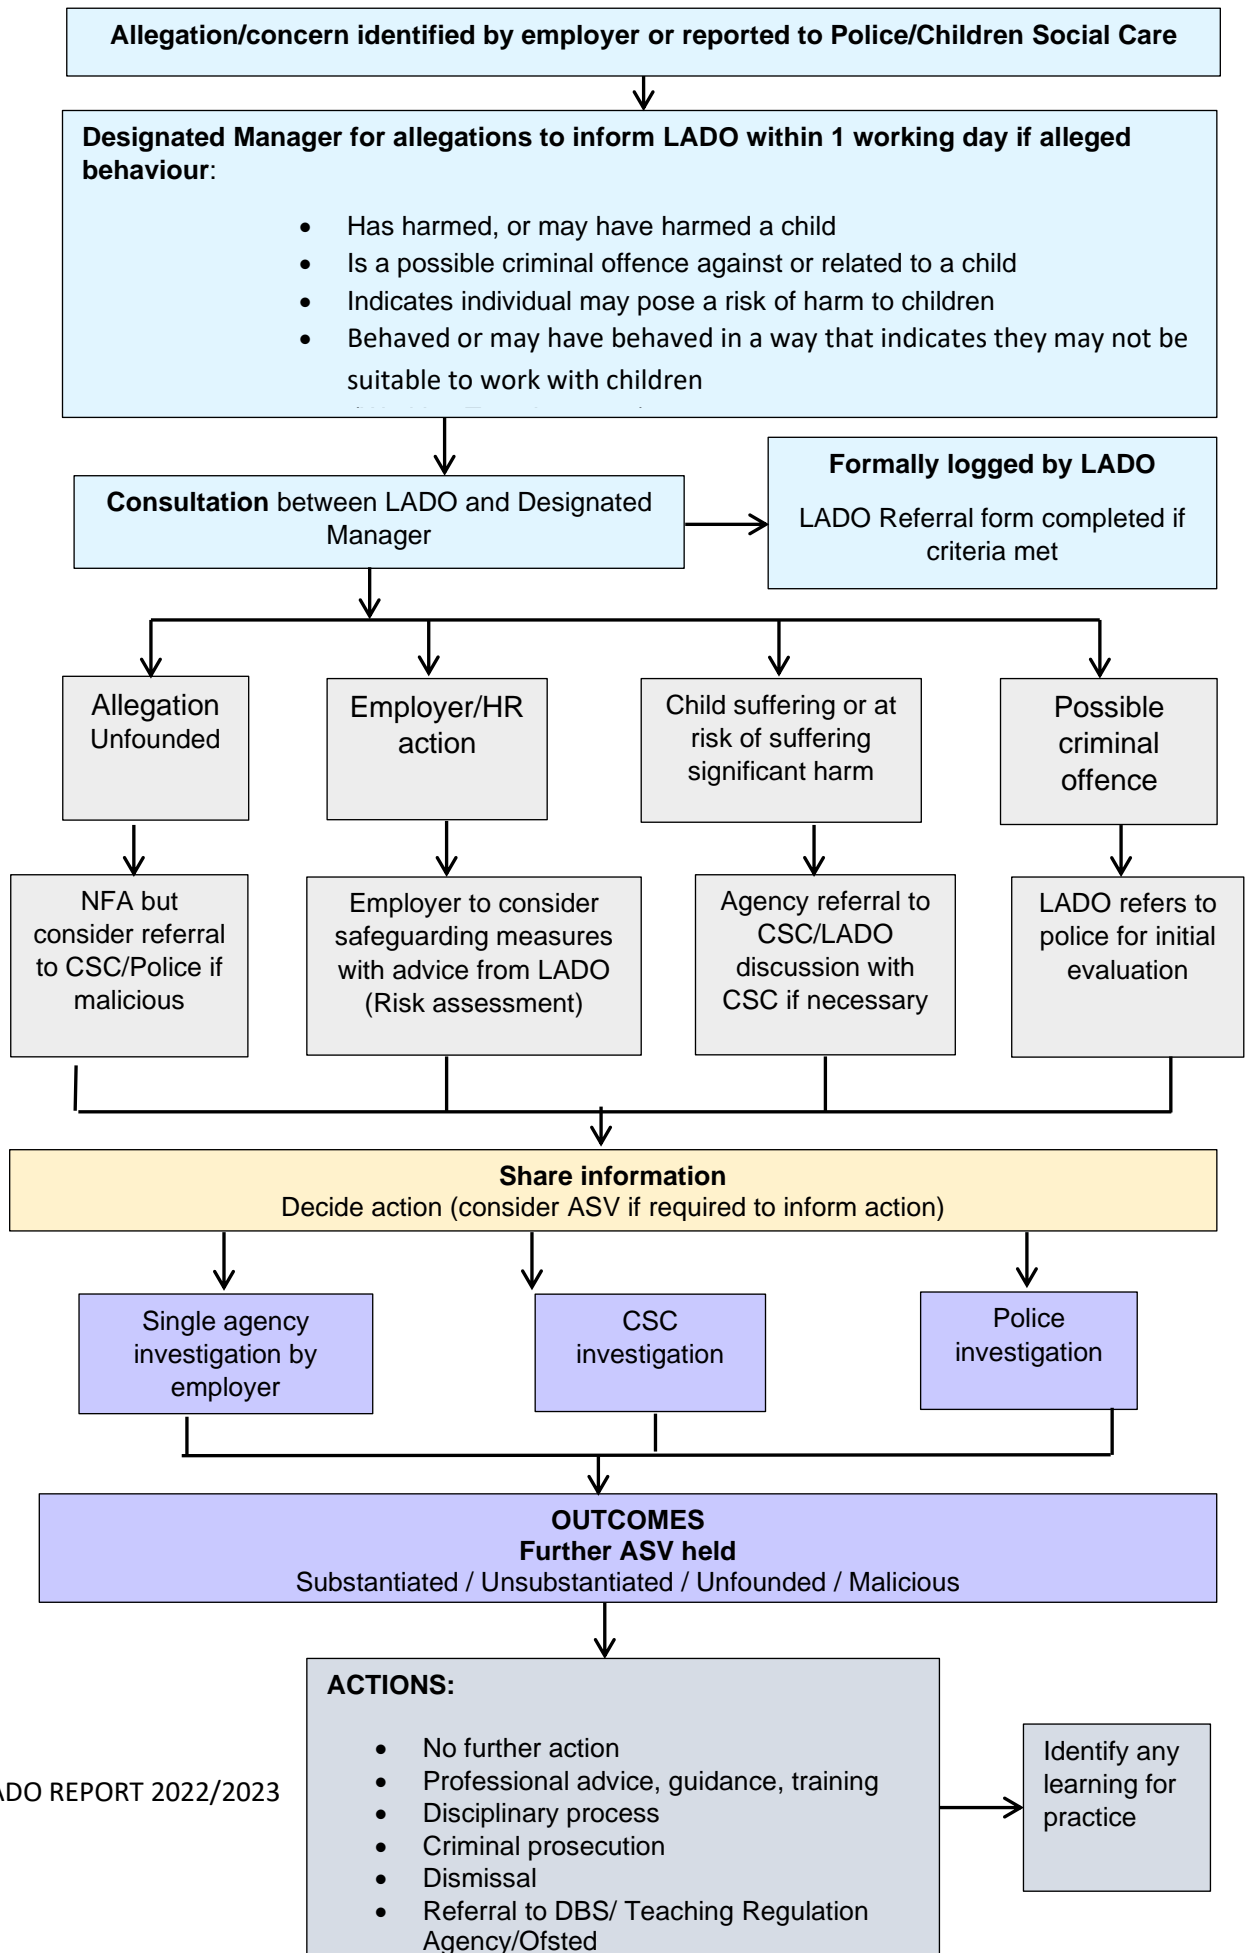 Allegation/concern identified by employer or reported to Police/Children Social Care
Designated Manager for allegations to inform LADO within 1 working day if alleged
behaviour:
• Has harmed, or may have harmed a child
• Is a possible criminal offence against or related to a child
• Indicates individual may pose a risk of harm to children
• Behaved or may have behaved in a way that indicates they may not be
suitable to work with children
Consultation between LADO and Designated
Manager
Formally logged by LADO
LADO Referral form completed if
criteria met
Allegation
Unfounded
Employer/HR
action
Child suffering or at
risk of suffering
significant harm
Possible
criminal
offence
NFA but
consider referral
to CSC/Police if
malicious
Employer to consider
safeguarding measures
with advice from LADO
(Risk assessment)
Agency referral to
CSC/LADO
discussion with
CSC if necessary
LADO refers to
police for initial
evaluation
Share information
Decide action (consider ASV if required to inform action)
Single agency
investigation by
employer
CSC
investigation
Police
investigation
OUTCOMES
Further ASV held
Substantiated / Unsubstantiated / Unfounded / Malicious
ACTIONS:
• No further action
• Professional advice, guidance, training
• Disciplinary process
• Criminal prosecution
• Dismissal
• Referral to DBS/ Teaching Regulation
Agency/Ofsted
Identify any
learning for
practice
ADO REPORT 2022/2023